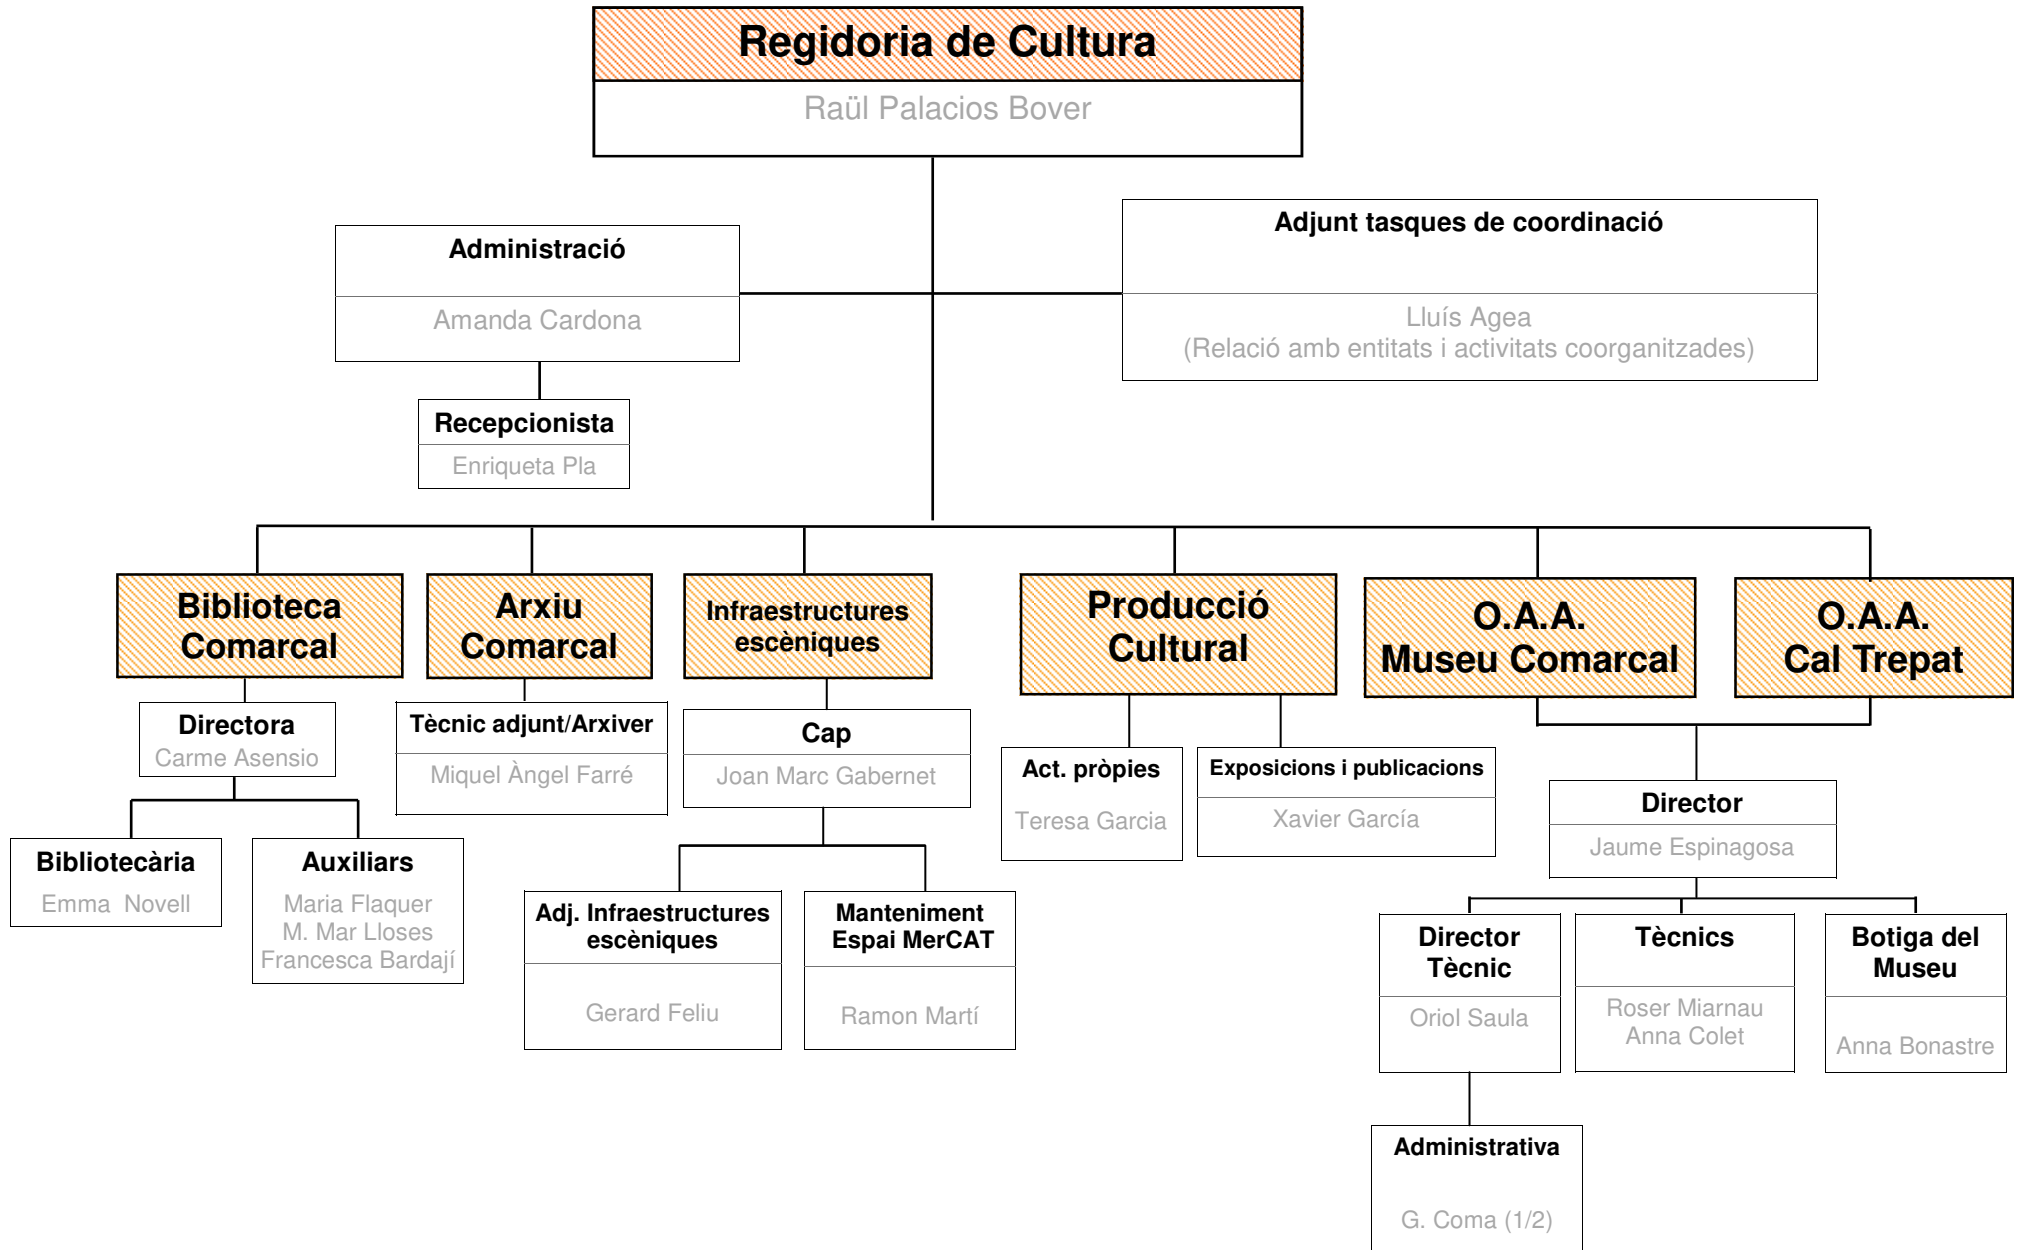 Regidoria de Cultura
Raül Palacios Bover
Administració
Amanda Cardona
Adjunt tasques de coordinació
Lluís Agea
(Relació amb entitats i activitats coorganitzades)
Recepcionista
Enriqueta Pla
Biblioteca
Comarcal
Directora
Carme Asensio
Bibliotecària
Emma Novell
Auxiliars
Maria Flaquer
M. Mar Lloses
Francesca Bardají
Arxiu
Comarcal
Tècnic adjunt/Arxiver
Miquel Àngel Farré
Infraestructures
escèniques
Cap
Joan Marc Gabernet
Adj. Infraestructures
escèniques
Gerard Feliu
Manteniment
Espai MerCAT
Ramon Martí
Producció
Cultural
Act. pròpies
Teresa Garcia
Exposicions i publicacions
Xavier García
O.A.A.
Museu Comarcal
O.A.A.
Cal Trepat
Director
Jaume Espinagosa
Director
Tècnic
Oriol Saula
Tècnics
Roser Miarnau
Anna Colet
Botiga del
Museu
Anna Bonastre
Administrativa
G. Coma (1/2)